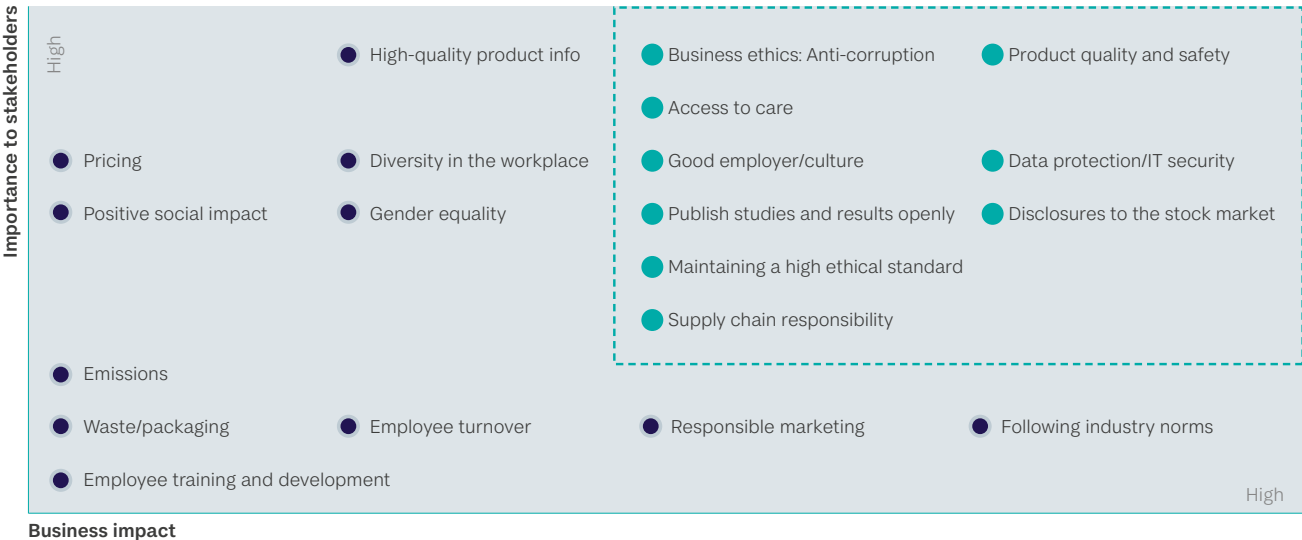 Importance to stakeholders
High
High-quality product info
Business ethics: Anti-corruption
Product quality and safety
Access to care
Pricing
Diversity in the workplace
Good employer/culture
Data protection/IT security
Positive social impact
Gender equality
Publish studies and results openly
Disclosures to the stock market
Maintaining a high ethical standard
Supply chain responsibility
Emissions
Waste/packaging
Employee turnover
Responsible marketing
Following industry norms
Employee training and development
High
Business impact